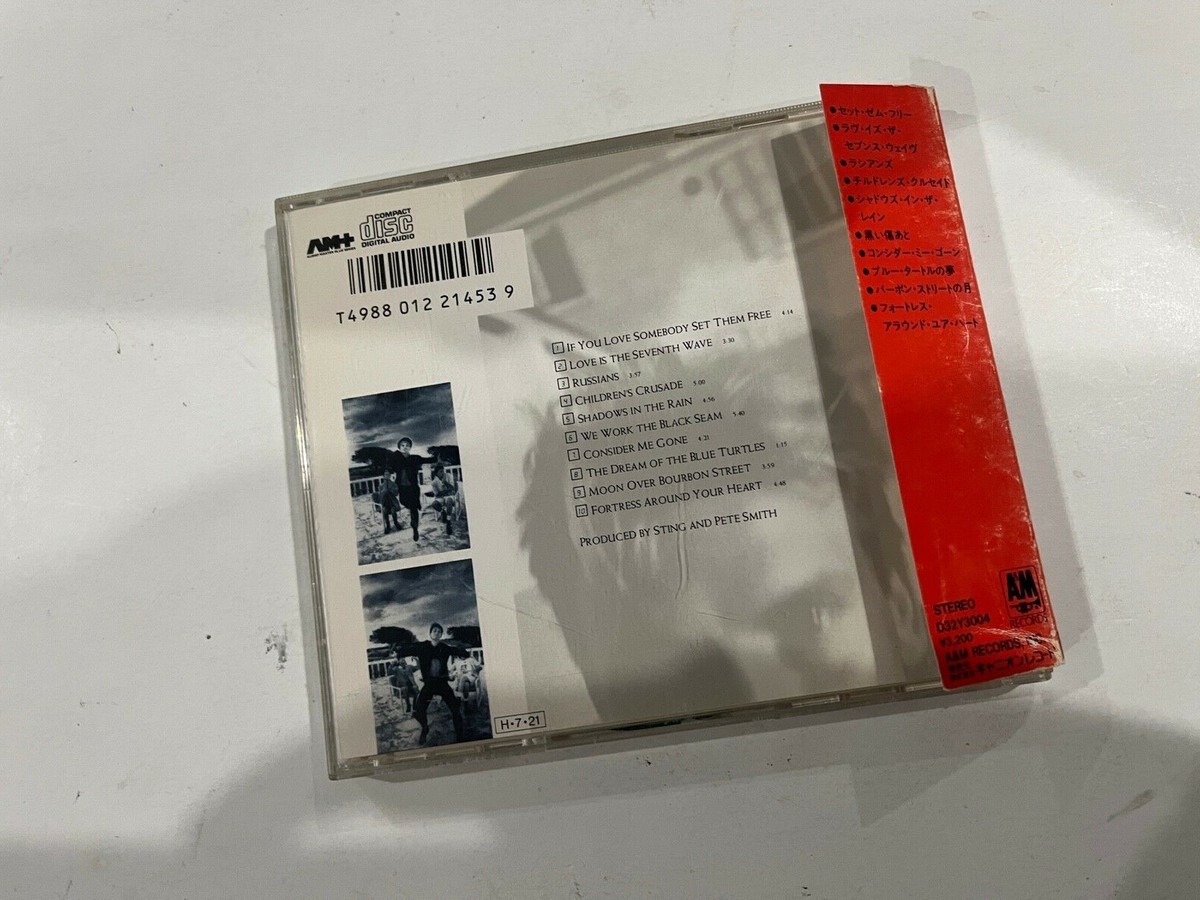 AM+
COMPACT
disc
DIGITAL AUDIO
T4988 012 21453 9
1 IF YOU LOVE SOMEBODY SET THEM FREE 4.14
2 LOVE IS THE SEVENTH WAVE 3:30
3 RUSSIANS 3:57
4 CHILDREN'S CRUSADE 5:00
5 SHADOWS IN THE RAIN 4:56
6 WE WORK THE BLACK SEAM 5:40
7 CONSIDER ME GONE 4:21
8 THE DREAM OF THE BLUE TURTLES 1:15
9 MOON OVER BOURBON STREET 3:59
10 FORTRESS AROUND YOUR HEART 4:48
PRODUCED BY STING AND PETE SMITH
H・7・21
●セット・ゼム・フリー
●ラヴ・イズ・ザ・
セブンス・ウェイヴ
●ラシアンズ
●チルドレンズ・クルセイド
●シャドウズ・イン・ザ・
レイン
●黒い傷あと
●コンシダー・ミー・ゴーン
●ブルー・タートルの夢
●バーボン・ストリートの月
●フォートレス・
アラウンド・ユア・ハート
A&M
RECORDS
STEREO
D32Y3004
¥3,200
A&M RECORDS,
キャニオンレコード